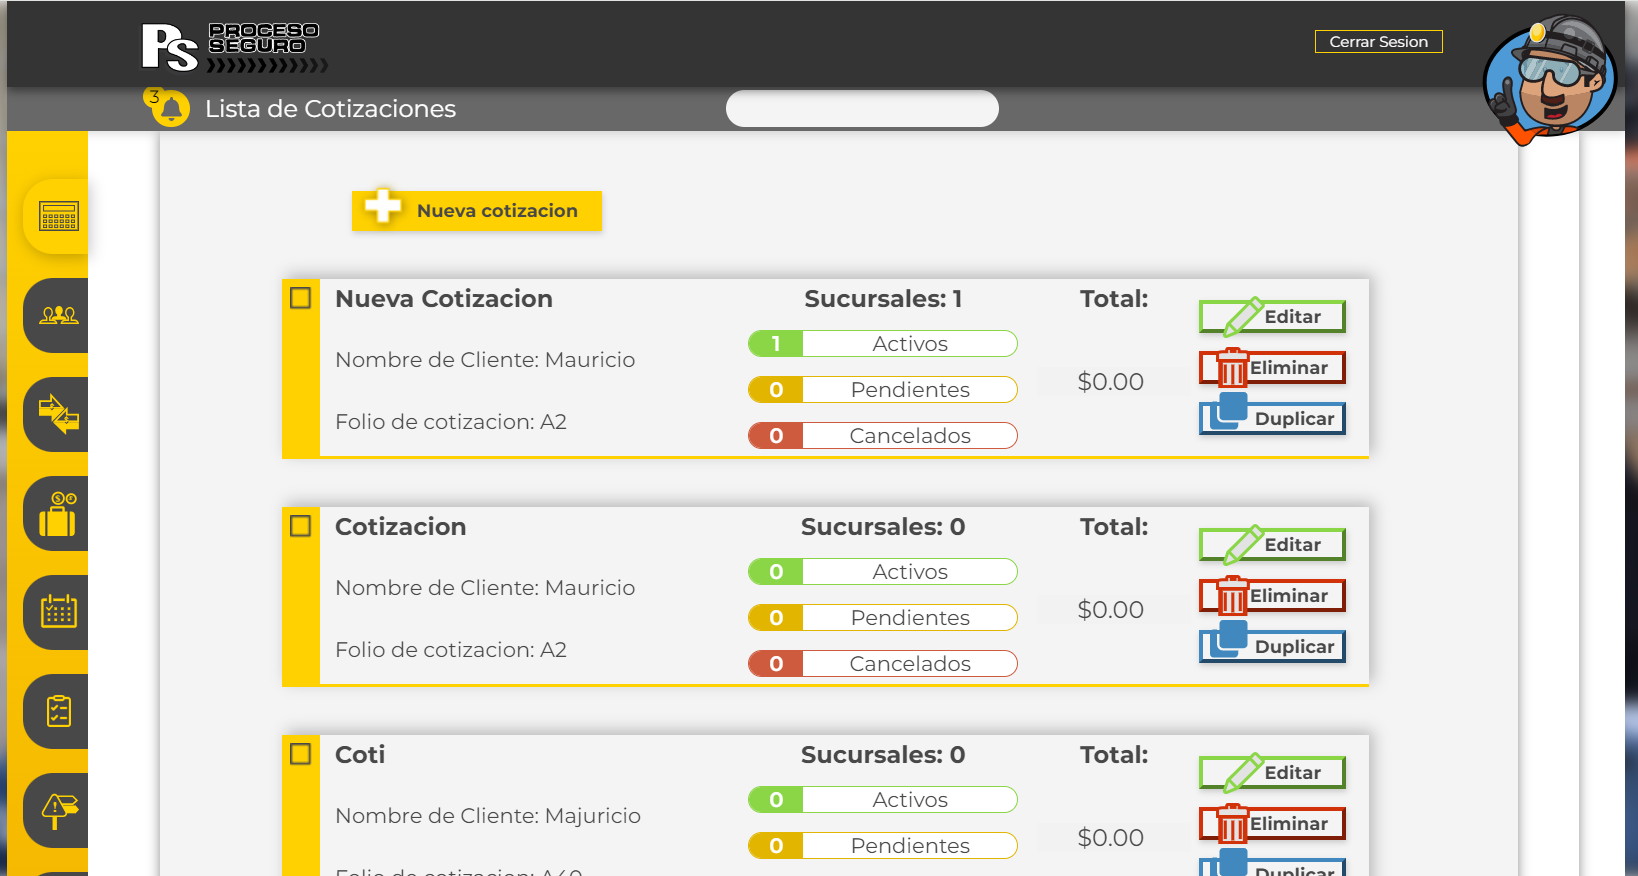 PS PROCESO
SEGURO
Cerrar Sesion
3
Lista de Cotizaciones
Nueva cotizacion
Nueva Cotizacion
Nombre de Cliente: Mauricio
Folio de cotizacion: A2
Sucursales: 1
1 Activos
0 Pendientes
0 Cancelados
Total:
$0.00
Editar
Eliminar
Duplicar
Cotizacion
Nombre de Cliente: Mauricio
Folio de cotizacion: A2
Sucursales: 0
0 Activos
0 Pendientes
0 Cancelados
Total:
$0.00
Editar
Eliminar
Duplicar
Coti
Nombre de Cliente: Majuricio
Folio de cotizacion:
Sucursales: 0
0 Activos
0 Pendientes
Total:
$0.00
Editar
Eliminar
Duplicar